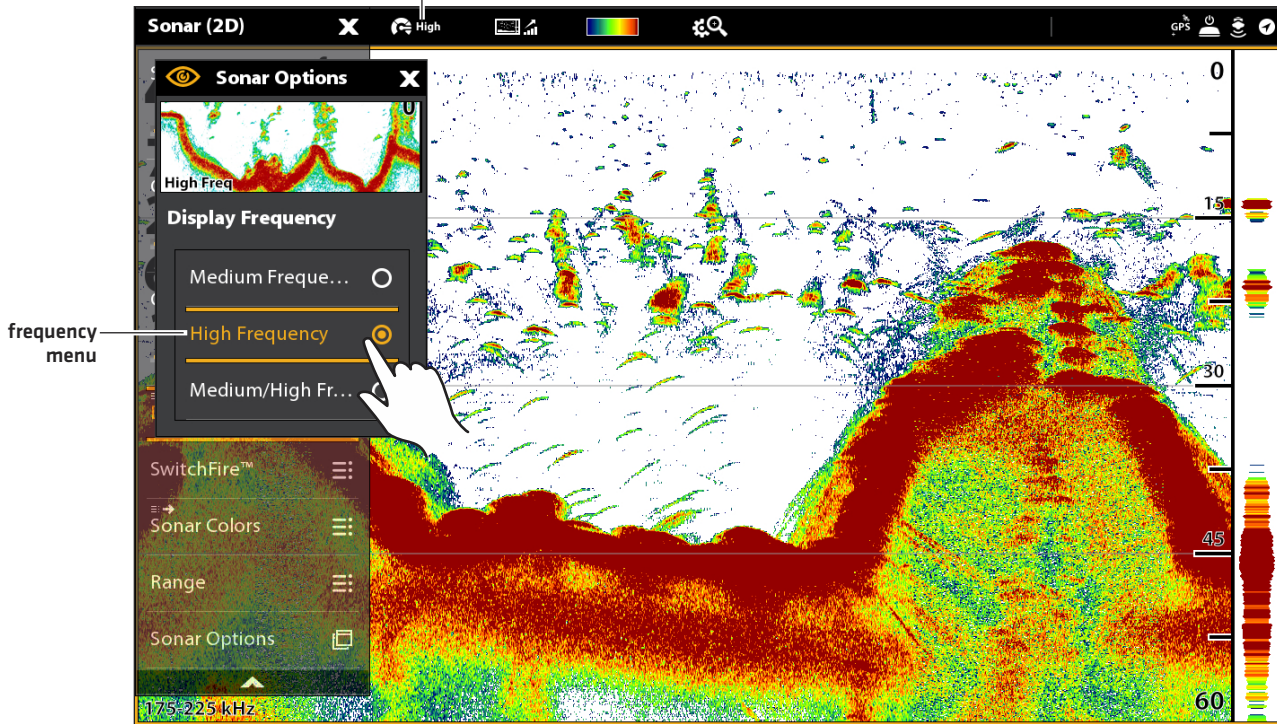 Sonar (2D) X High GPS
Sonar Options X
0
High Freq
Display Frequency
Medium Freque...
High Frequency
Medium/High Fr...
frequency
menu
SwitchFire™
Sonar Colors
Range
Sonar Options
175-225 kHz
0
15
30
45
60